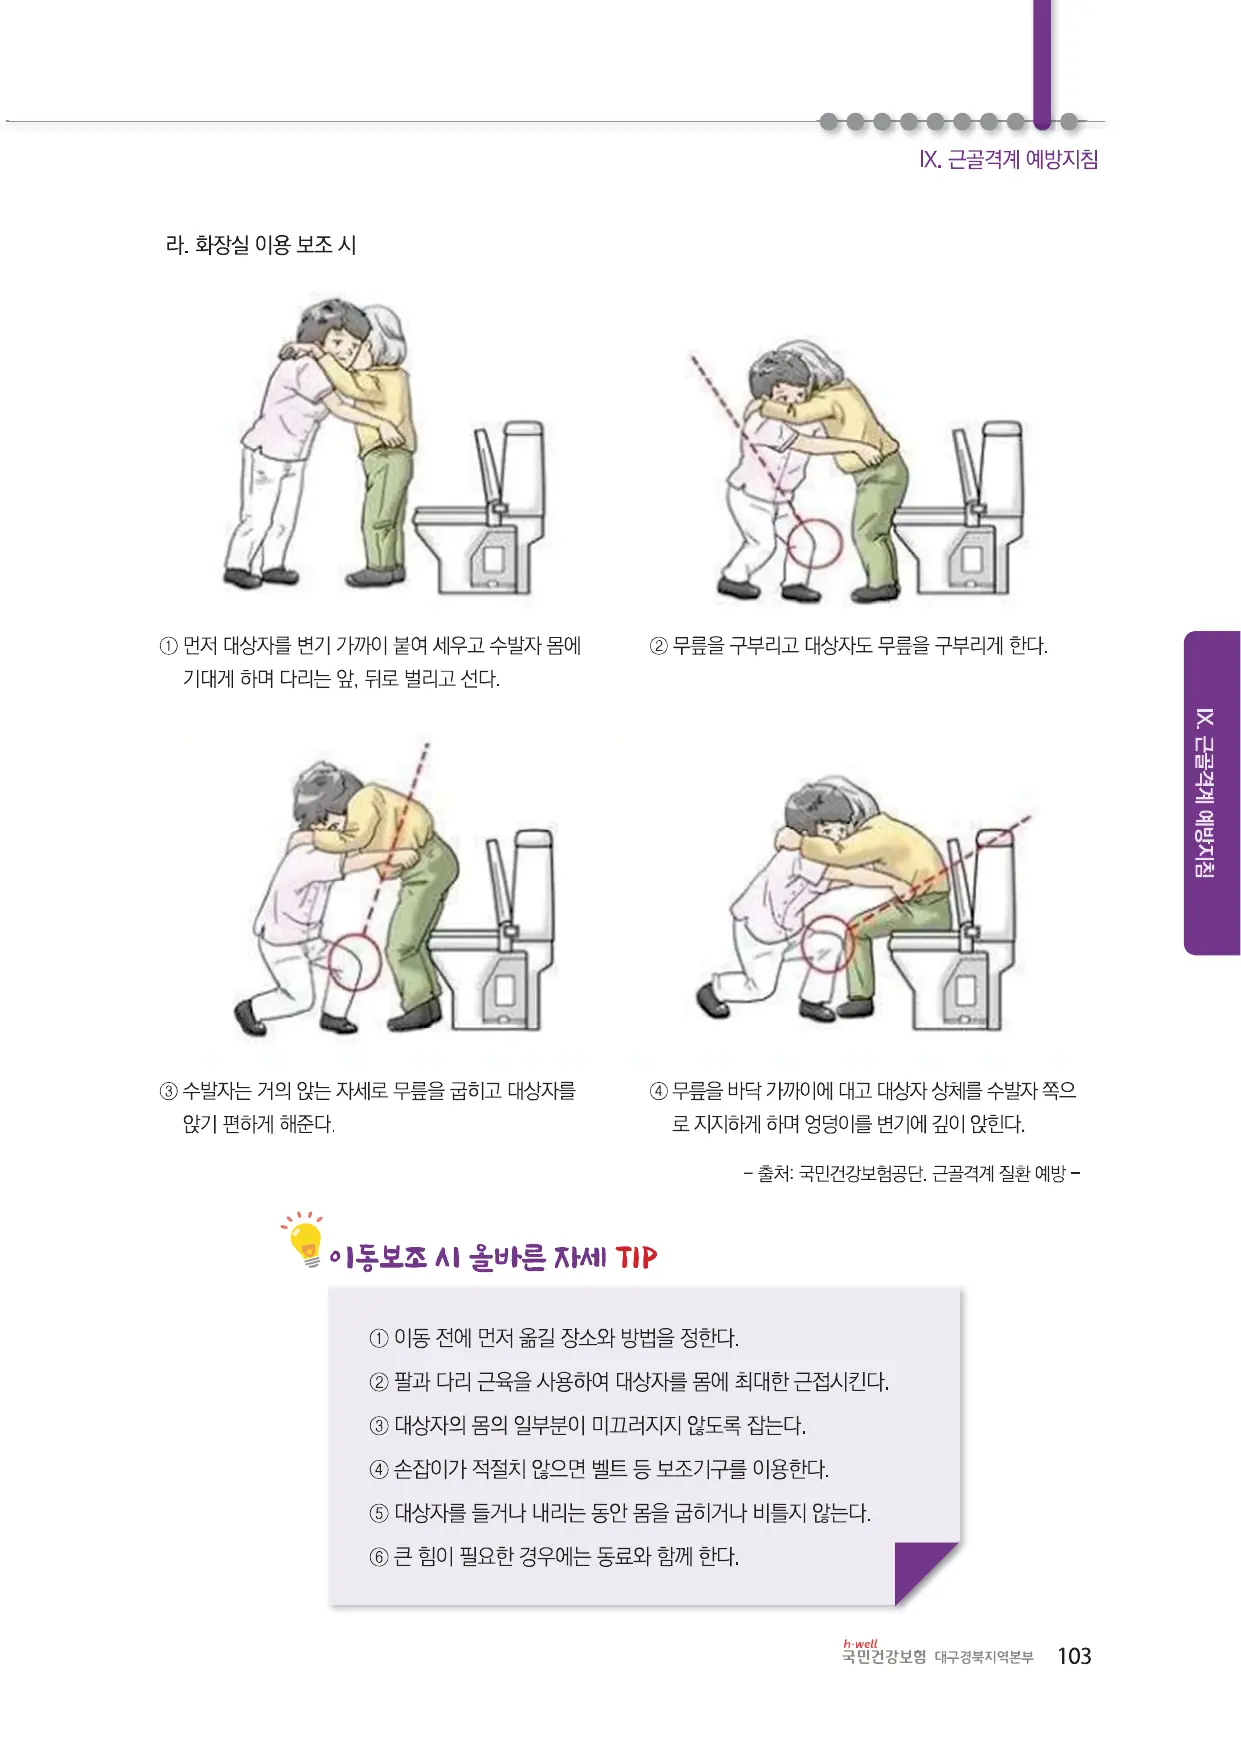 IX. 근골격계 예방지침
라. 화장실 이용 보조 시
① 먼저 대상자를 변기 가까이 붙여 세우고 수발자 몸에
기대게 하며 다리는 앞, 뒤로 벌리고 선다.
② 무릎을 구부리고 대상자도 무릎을 구부리게 한다.
③ 수발자는 거의 앉는 자세로 무릎을 굽히고 대상자를
앉기 편하게 해준다.
④ 무릎을 바닥 가까이에 대고 대상자 상체를 수발자 쪽으
로 지지하게 하며 엉덩이를 변기에 깊이 앉힌다.
– 출처: 국민건강보험공단. 근골격계 질환 예방 –
IX. 근골격계 예방지침
이동보조 시 올바른 자세 TIP
① 이동 전에 먼저 옮길 장소와 방법을 정한다.
② 팔과 다리 근육을 사용하여 대상자를 몸에 최대한 근접시킨다.
③ 대상자의 몸의 일부분이 미끄러지지 않도록 잡는다.
④ 손잡이가 적절치 않으면 벨트 등 보조기구를 이용한다.
⑤ 대상자를 들거나 내리는 동안 몸을 굽히거나 비틀지 않는다.
⑥ 큰 힘이 필요한 경우에는 동료와 함께 한다.
h-well
국민건강보험 대구경북지역본부 103